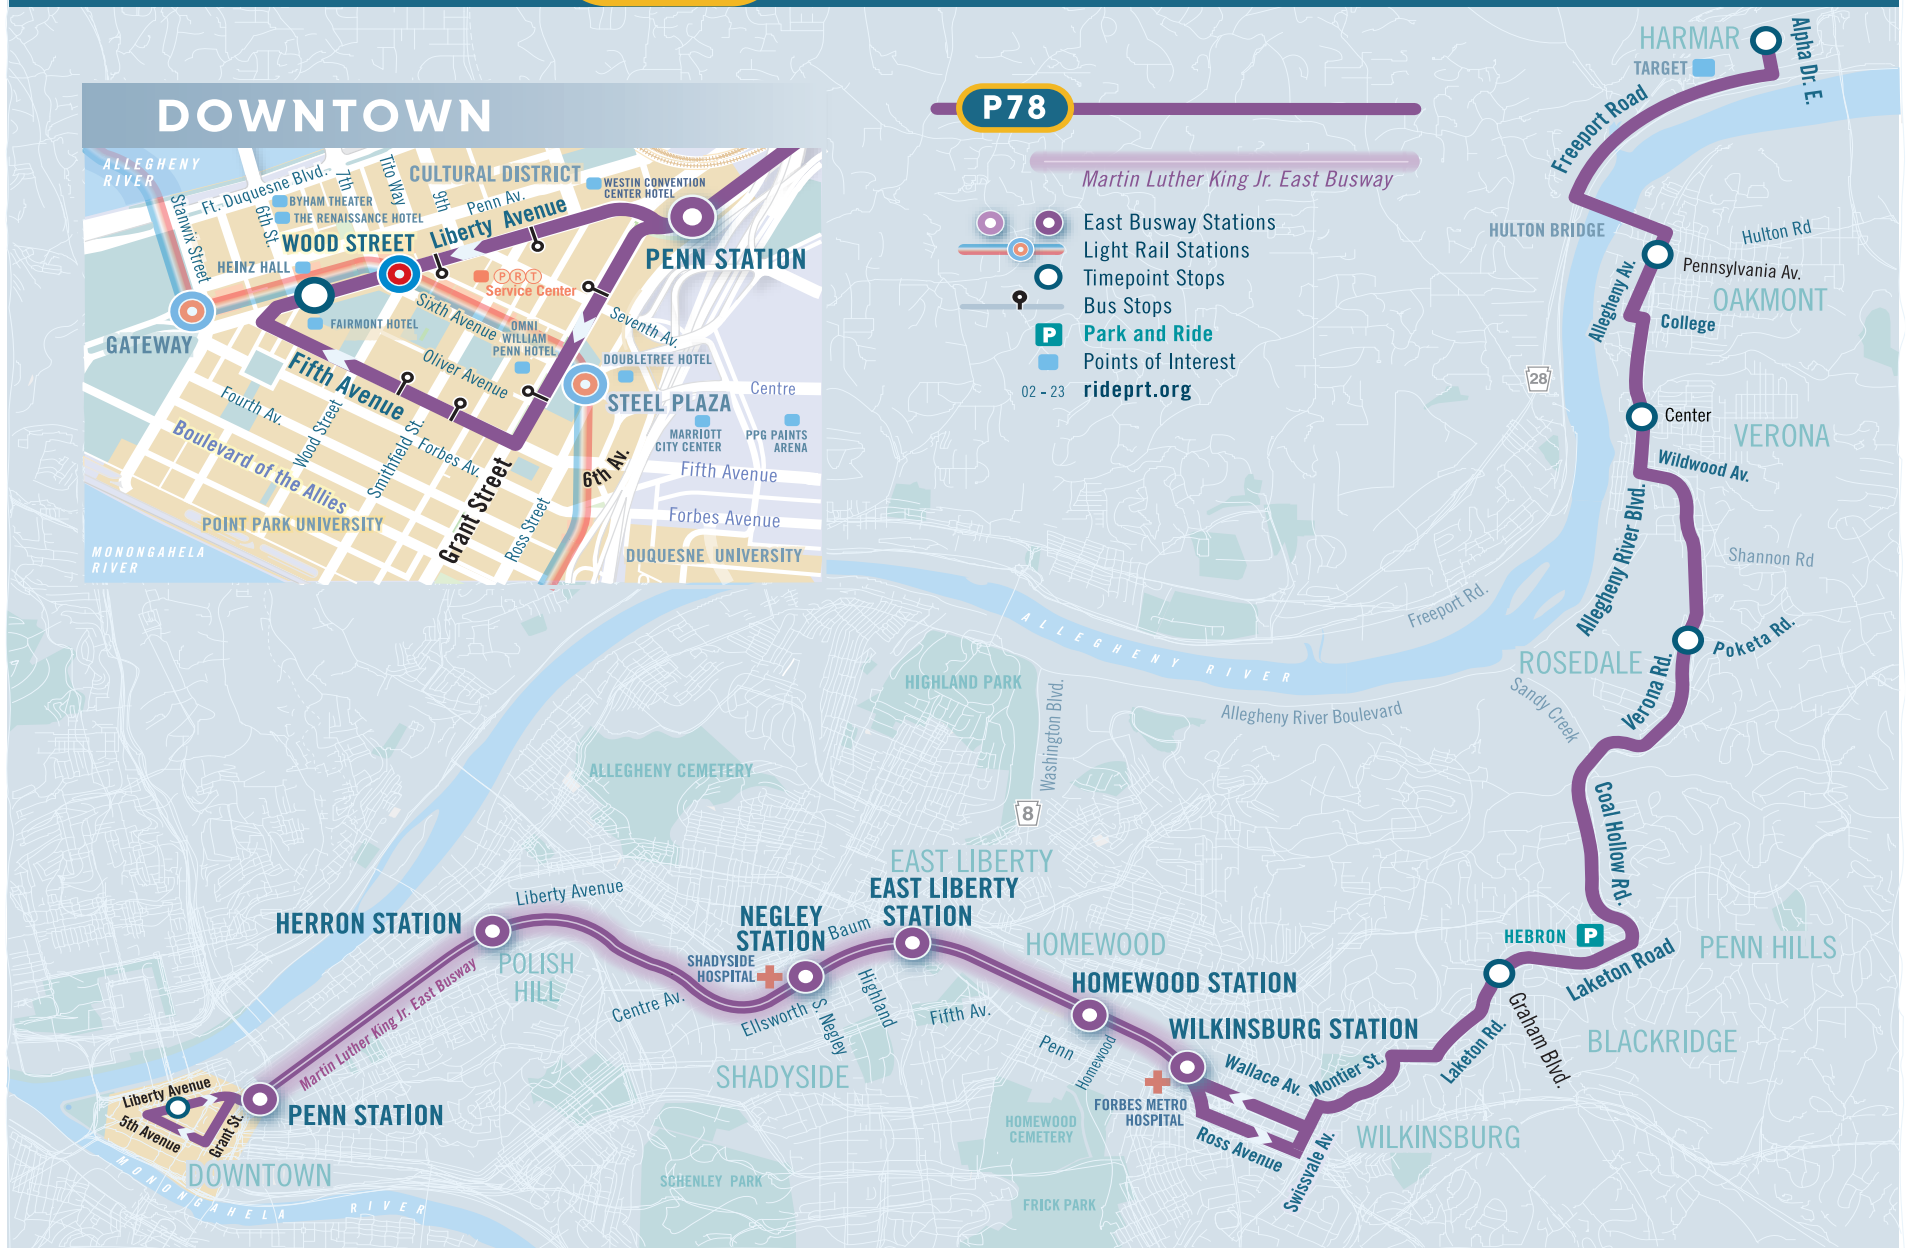 DOWNTOWN
ALLEGHENY
RIVER
Stanwix Street
Ft. Duquesne Blvd.
6th St.
7th
Tito Way
9th
CULTURAL DISTRICT
Penn Av.
BYHAM THEATER
THE RENAISSANCE HOTEL
WESTIN CONVENTION
CENTER HOTEL
WOOD STREET
Liberty Avenue
PENN STATION
HEINZ HALL
PRT
Service Center
GATEWAY
FAIRMONT HOTEL
Sixth Avenue
OMNI
WILLIAM
PENN HOTEL
Seventh Av.
DOUBLETREE HOTEL
Fifth Avenue
Oliver Avenue
STEEL PLAZA
Centre
Fourth Av.
Wood Street
Smithfield St.
Forbes Av.
MARRIOTT
CITY CENTER
PPG PAINTS
ARENA
Boulevard of the Allies
Grant Street
6th Av.
Fifth Avenue
Ross Street
Forbes Avenue
POINT PARK UNIVERSITY
MONONGAHELA
RIVER
DUQUESNE UNIVERSITY
P78
Martin Luther King Jr. East Busway
East Busway Stations
Light Rail Stations
Timepoint Stops
Bus Stops
P
Park and Ride
Points of Interest
02 - 23
rideprt.org
HARMAR
TARGET
Alpha Dr. E.
Freeport Road
HULTON BRIDGE
Hulton Rd
Pennsylvania Av.
OAKMONT
Allegheny Av.
College
28
Center
VERONA
Wildwood Av.
Allegheny River Blvd.
Shannon Rd
Freeport Rd.
ALLEGHENY RIVER
Poketa Rd.
ROSEDALE
Verona Rd.
Sandy Creek
Allegheny River Boulevard
HIGHLAND PARK
Washington Blvd.
ALLEGHENY CEMETERY
8
Coal Hollow Rd.
EAST LIBERTY
EAST LIBERTY
STATION
Liberty Avenue
HERRON STATION
NEGLEY
STATION
Baum
HOMEWOOD
HEBRON
P
PENN HILLS
Laketon Road
POLISH
HILL
SHADYSIDE
HOSPITAL
Martin Luther King Jr. East Busway
Centre Av.
Ellsworth
S. Negley
Highland
Fifth Av.
HOMEWOOD STATION
WILKINSBURG STATION
Penn
Homewood
Graham Blvd.
BLACKRIDGE
Laketon Rd.
Wallace Av.
Montier St.
SHADYSIDE
FORBES METRO
HOSPITAL
HOMEWOOD
CEMETERY
Ross Avenue
Swissvale Av.
WILKINSBURG
Liberty Avenue
5th Avenue
Grant St.
PENN STATION
DOWNTOWN
MONONGAHELA RIVER
SCHENLEY PARK
FRICK PARK